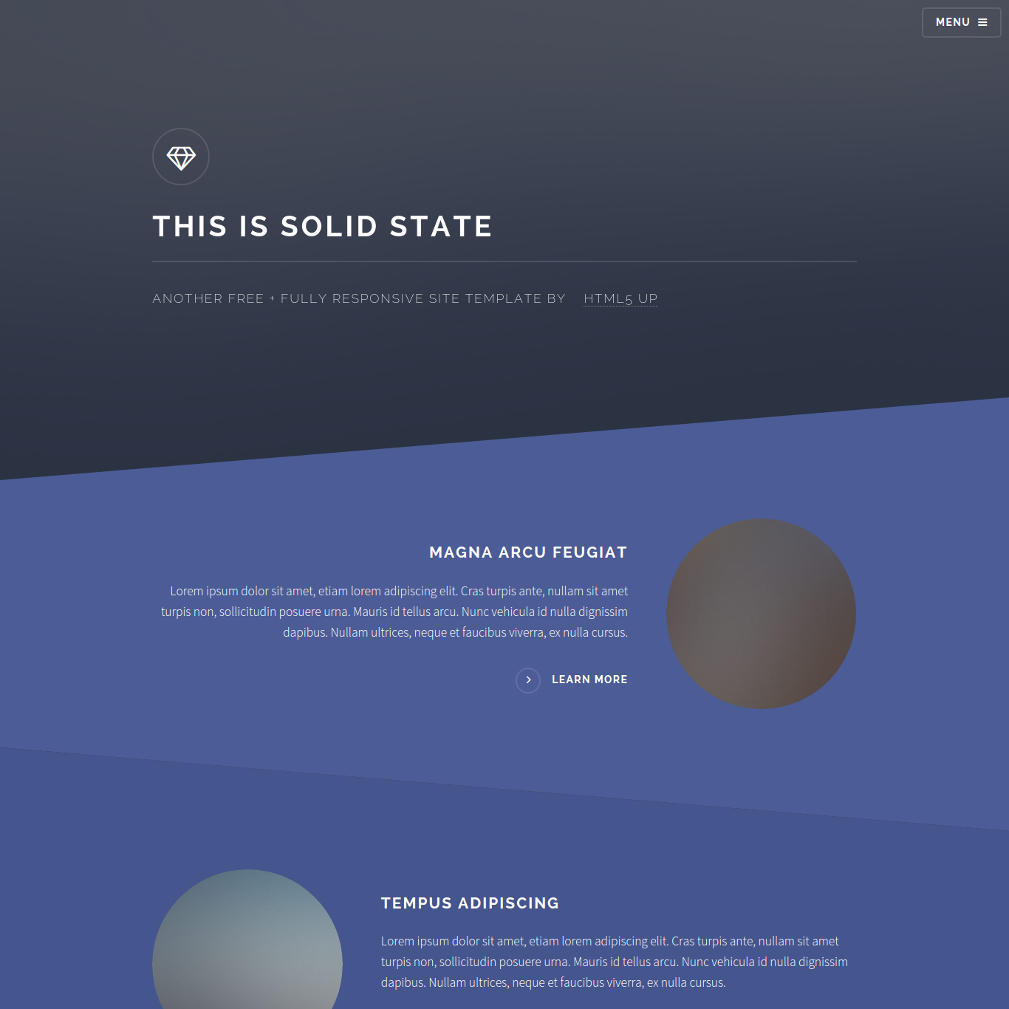 MENU
THIS IS SOLID STATE
ANOTHER FREE + FULLY RESPONSIVE SITE TEMPLATE BY HTML5 UP
MAGNA ARCU FEUGIAT
Lorem ipsum dolor sit amet, etiam lorem adipiscing elit. Cras turpis ante, nullam sit amet
turpis non, sollicitudin posuere urna. Mauris id tellus arcu. Nunc vehicula id nulla dignissim
dapibus. Nullam ultrices, neque et faucibus viverra, ex nulla cursus.
LEARN MORE
TEMPUS ADIPISCING
Lorem ipsum dolor sit amet, etiam lorem adipiscing elit. Cras turpis ante, nullam sit amet
turpis non, sollicitudin posuere urna. Mauris id tellus arcu. Nunc vehicula id nulla dignissim
dapibus. Nullam ultrices, neque et faucibus viverra, ex nulla cursus.